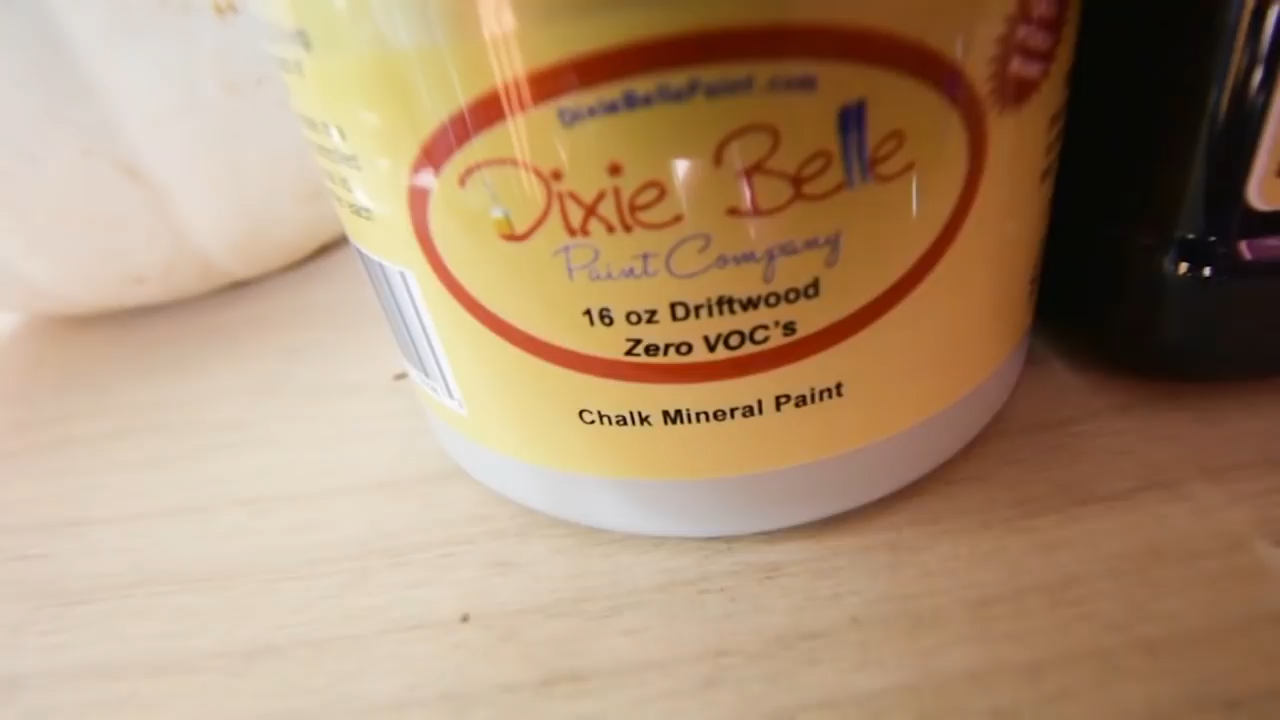 DixieBellePaint.com
Dixie Belle
Paint Company
16 oz Driftwood
Zero VOC's
Chalk Mineral Paint